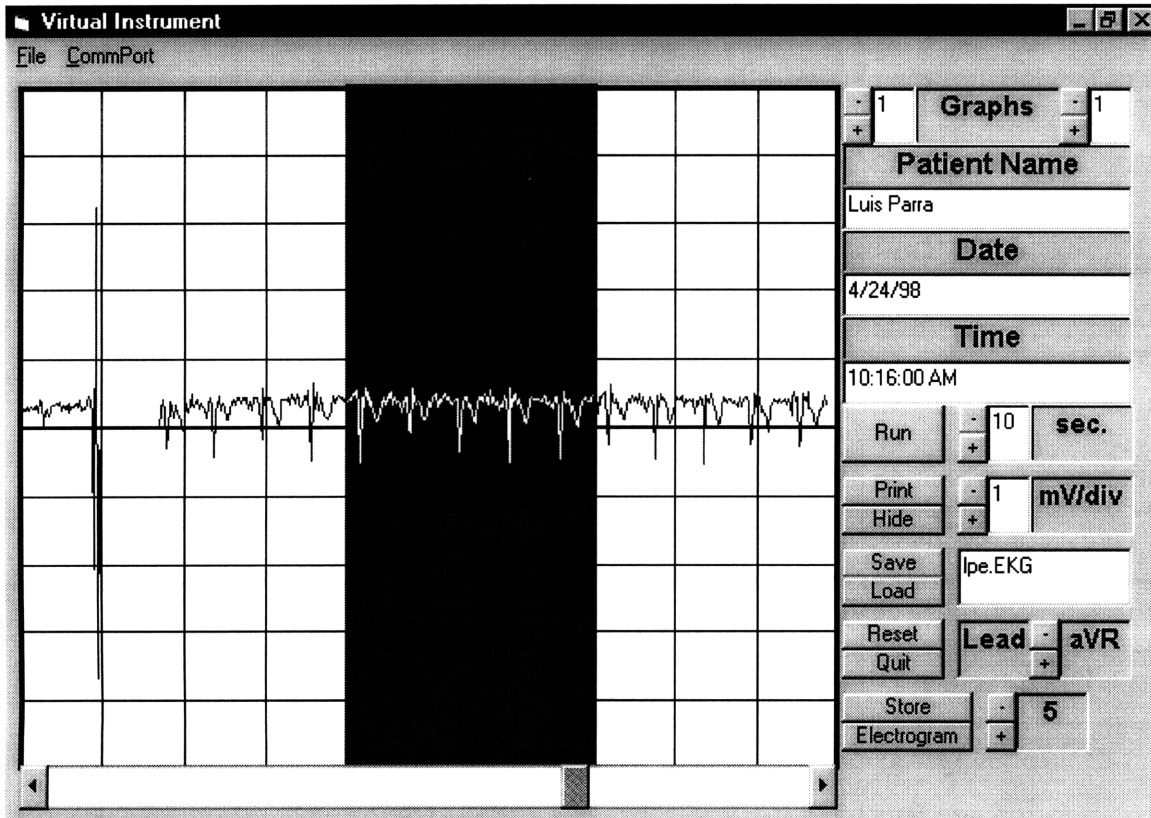 Virtual Instrument
File CommPort
- 1 Graphs - 1
+ +
Patient Name
Luis Parra
Date
4/24/98
Time
10:16:00 AM
Run - 10 sec.
+
Print - 1 mV/div
Hide +
Save lpe.EKG
Load
Reset Lead - aVR
Quit +
Store - 5
Electrogram +